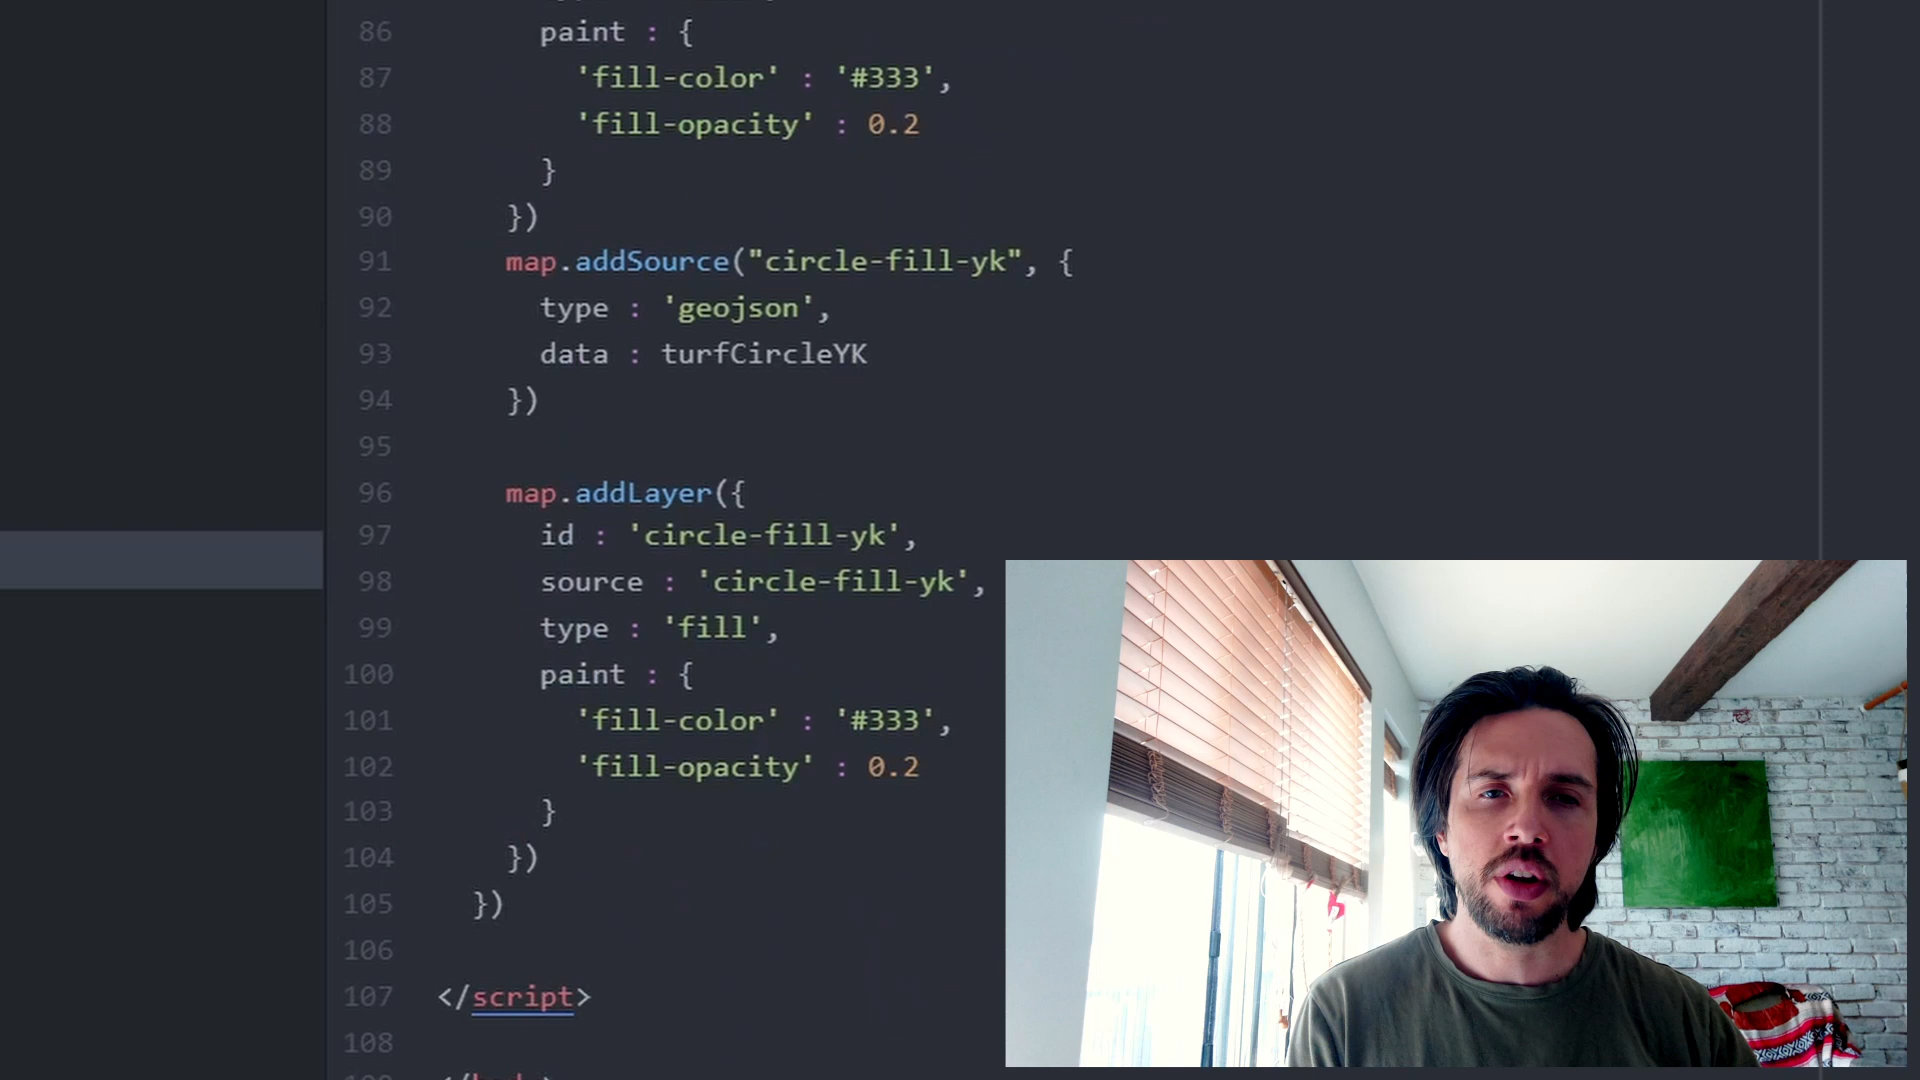 86 paint : {
87 'fill-color' : '#333',
88 'fill-opacity' : 0.2
89 }
90 })
91 map.addSource("circle-fill-yk", {
92 type : 'geojson',
93 data : turfCircleYK
94 })
95
96 map.addLayer({
97 id : 'circle-fill-yk',
98 source : 'circle-fill-yk',
99 type : 'fill',
100 paint : {
101 'fill-color' : '#333',
102 'fill-opacity' : 0.2
103 }
104 })
105 })
106
107 </script>
108